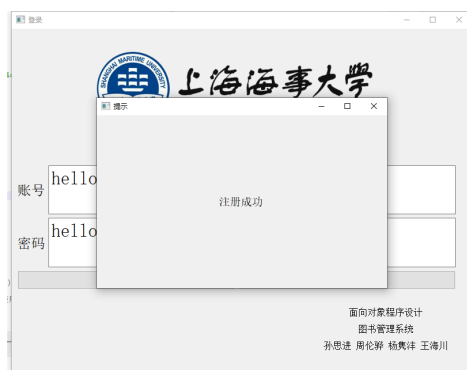 登录
SHANGHAI MARITIME UNIVERSITY
上海海事大学
提示
账号
hello
注册成功
密码
hello
面向对象程序设计
图书管理系统
孙思进 周伦骅 杨隽沣 王海川